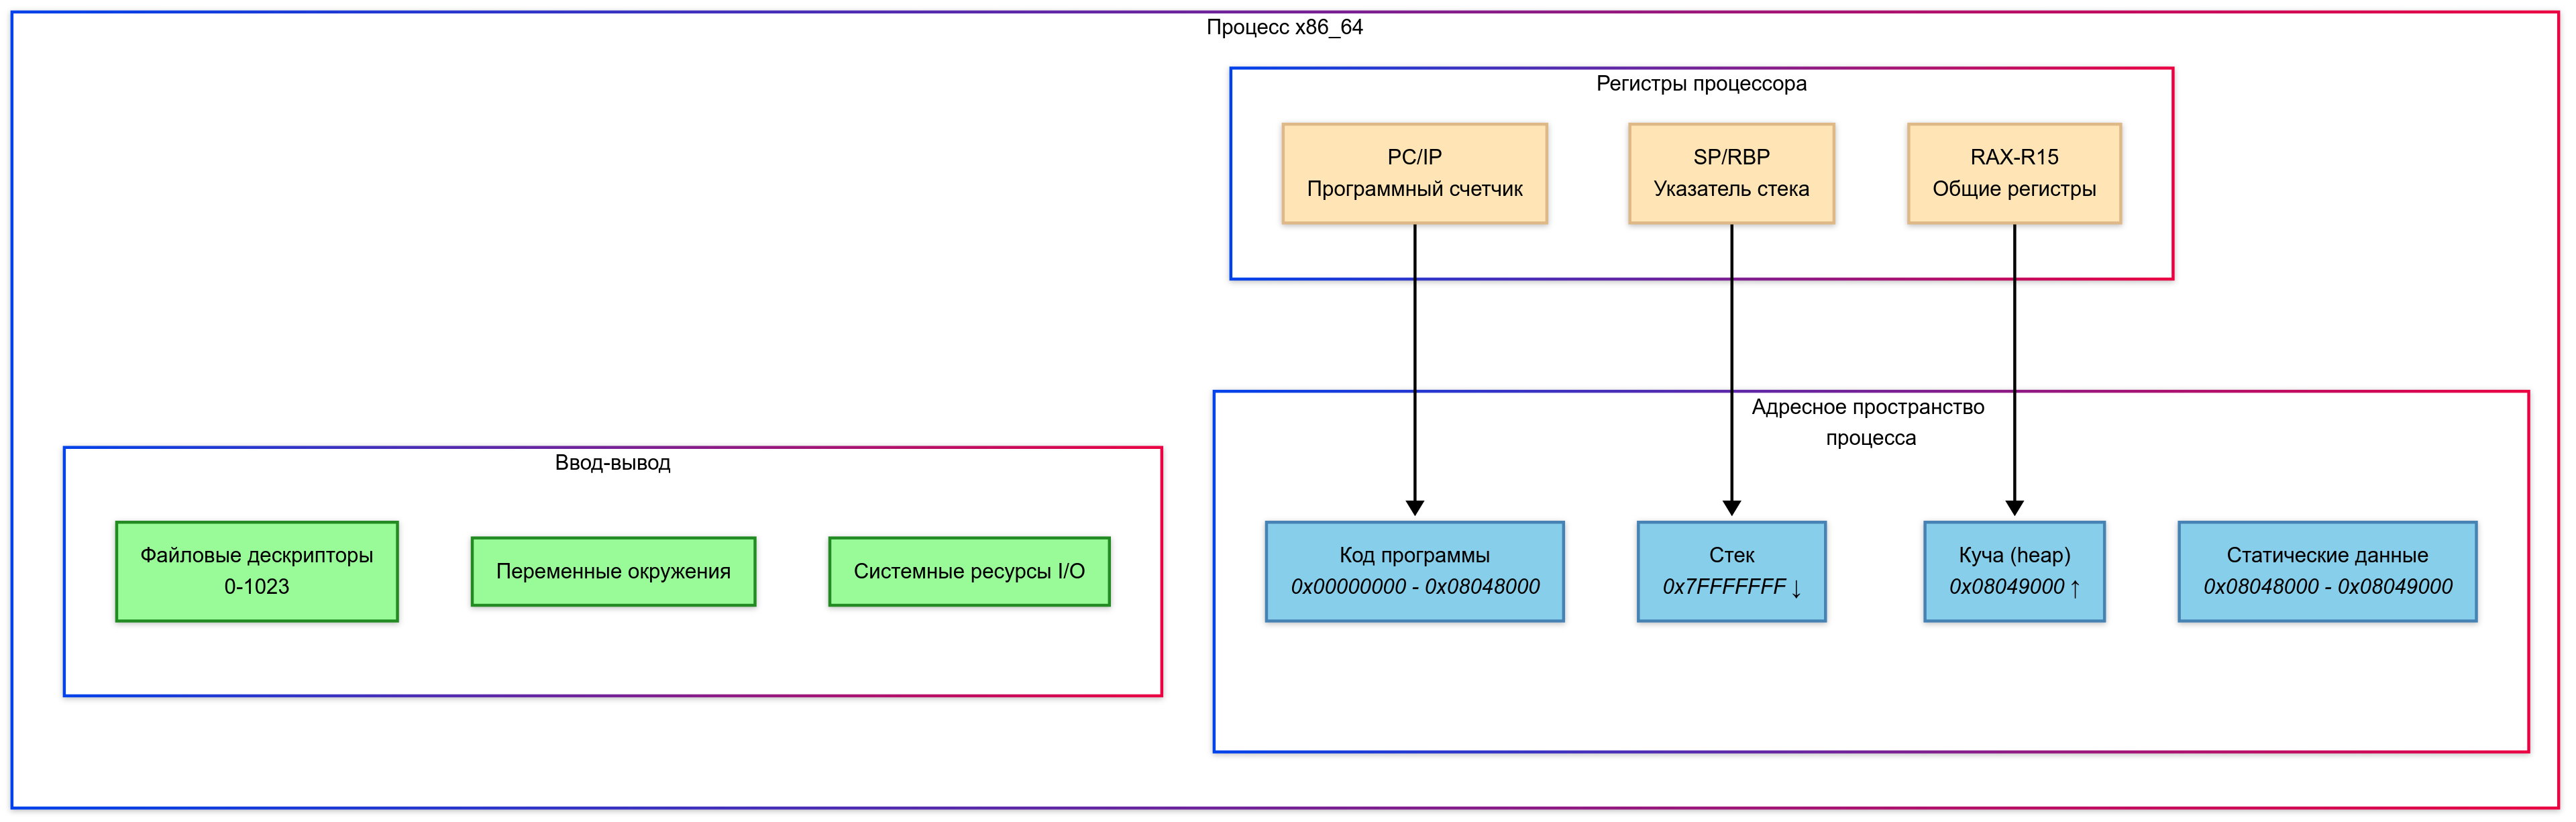 Процесс x86_64
Регистры процессора
PC/IP
Программный счетчик
SP/RBP
Указатель стека
RAX-R15
Общие регистры
Адресное пространство
процесса
Код программы
0x00000000 - 0x08048000
Стек
0x7FFFFFFF ↓
Куча (heap)
0x08049000 ↑
Статические данные
0x08048000 - 0x08049000
Ввод-вывод
Файловые дескрипторы
0-1023
Переменные окружения
Системные ресурсы I/O